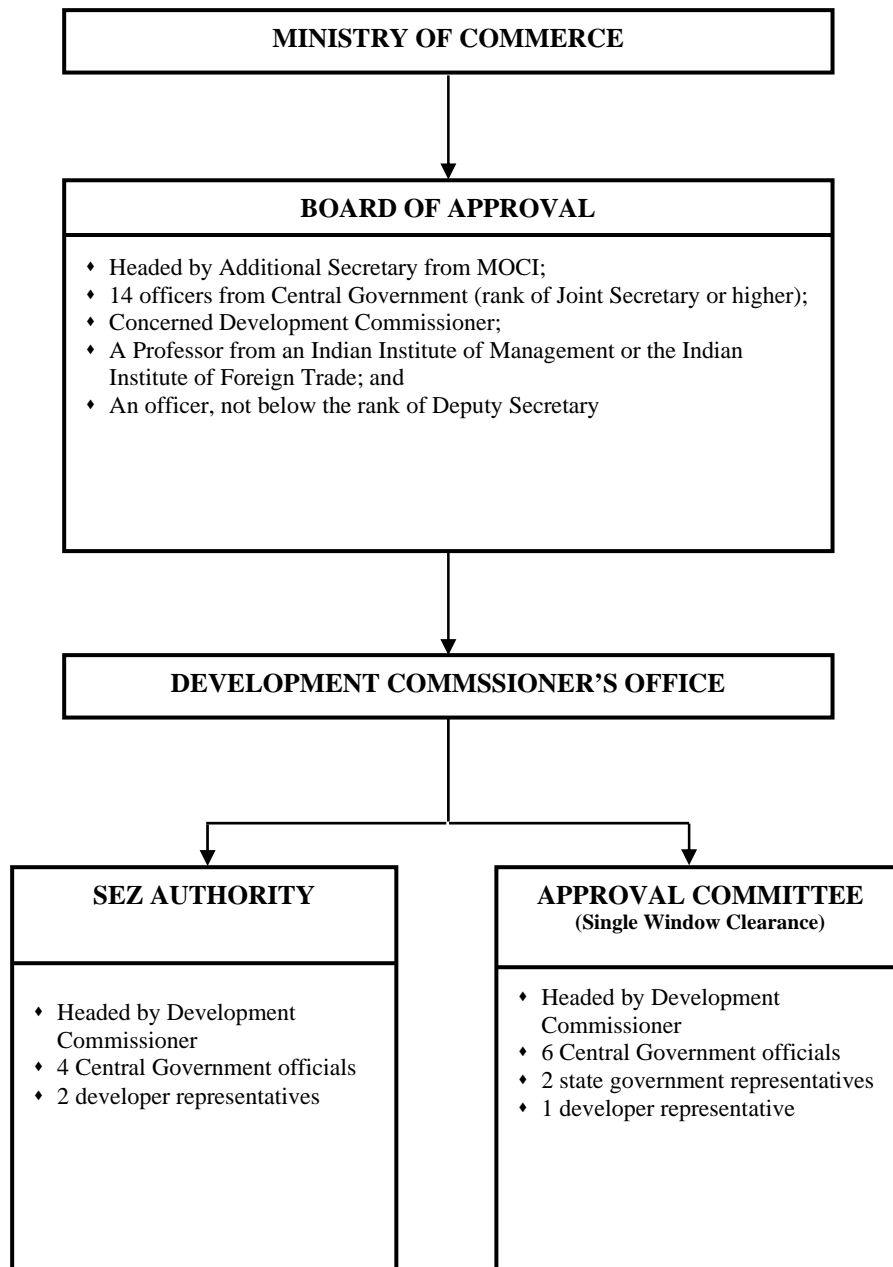 MINISTRY OF COMMERCE
BOARD OF APPROVAL
♦ Headed by Additional Secretary from MOCI;
♦ 14 officers from Central Government (rank of Joint Secretary or higher);
♦ Concerned Development Commissioner;
♦ A Professor from an Indian Institute of Management or the Indian
Institute of Foreign Trade; and
♦ An officer, not below the rank of Deputy Secretary
DEVELOPMENT COMMSSIONER'S OFFICE
SEZ AUTHORITY
♦ Headed by Development
Commissioner
♦ 4 Central Government officials
♦ 2 developer representatives
APPROVAL COMMITTEE
(Single Window Clearance)
♦ Headed by Development
Commissioner
♦ 6 Central Government officials
♦ 2 state government representatives
♦ 1 developer representative